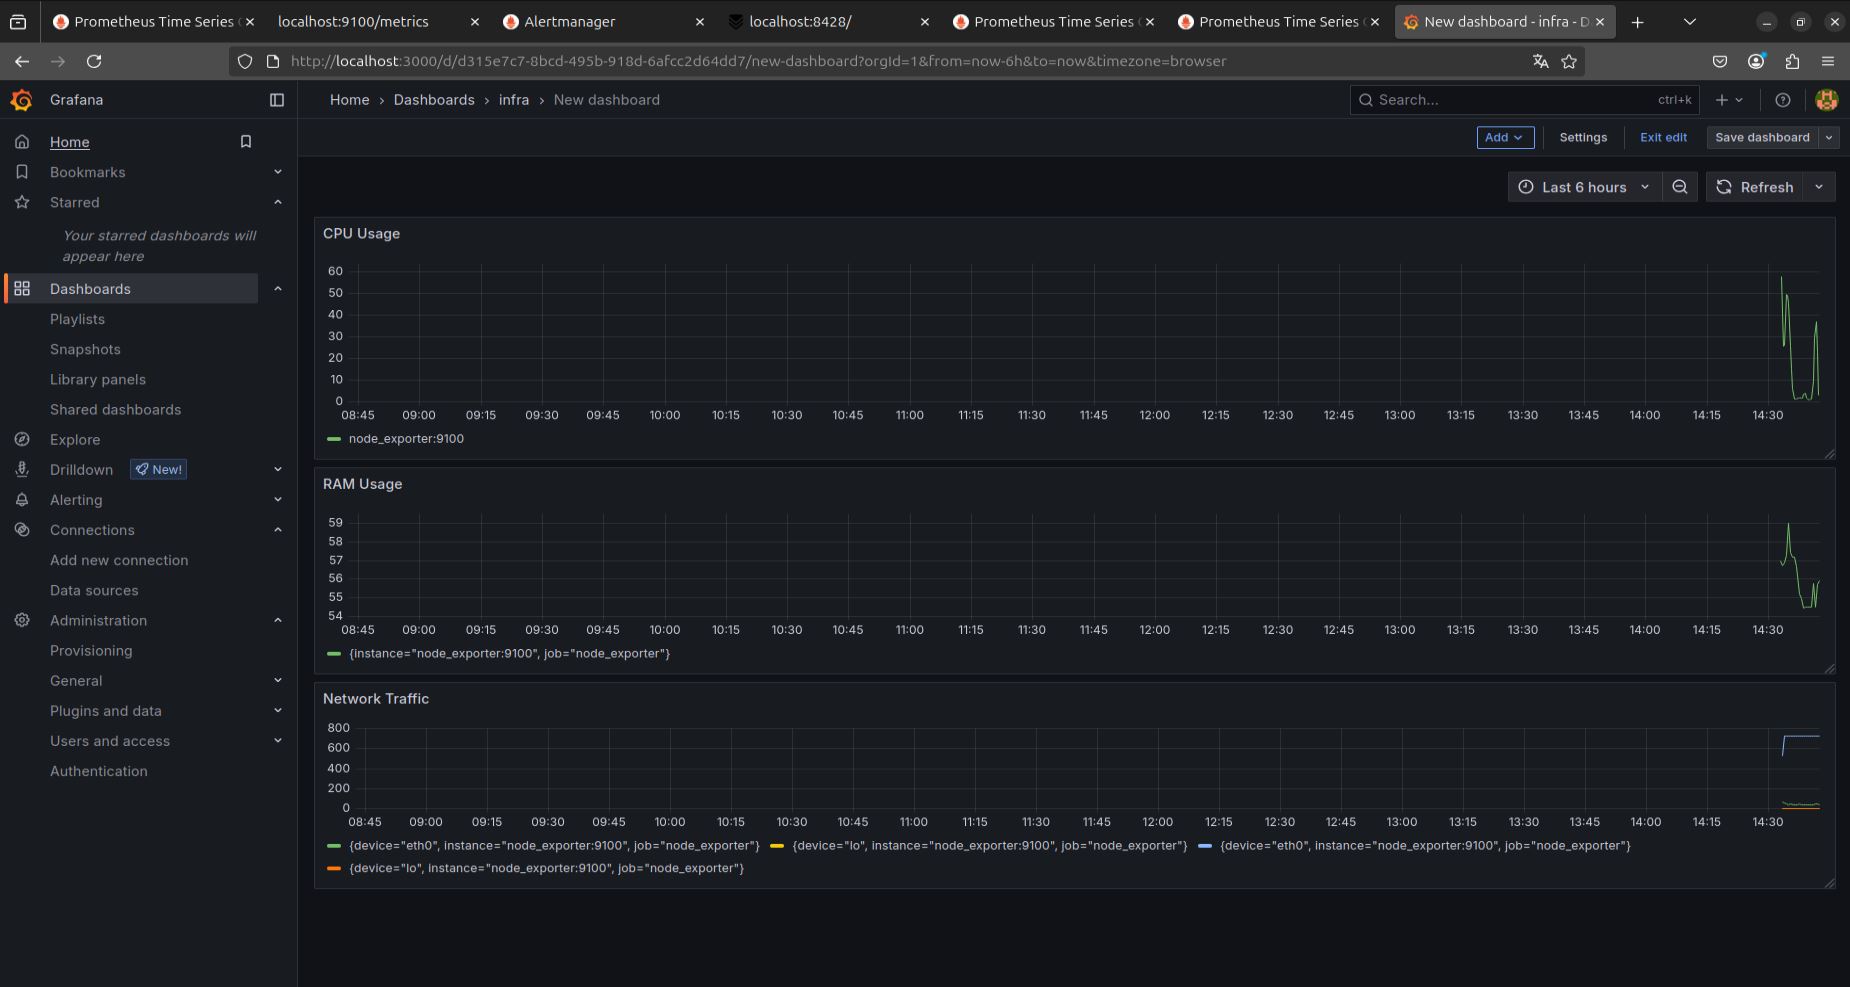 Prometheus Time Series
localhost:9100/metrics
Alertmanager
localhost:8428/
Prometheus Time Series
Prometheus Time Series
New dashboard - infra - D
http://localhost:3000/d/d315e7c7-8bcd-495b-918d-6afcc2d64dd7/new-dashboard?orgId=1&from=now-6h&to=now&timezone=browser
Grafana
Home › Dashboards › infra › New dashboard
Search...
ctrl+k
Add
Settings
Exit edit
Save dashboard
Home
Bookmarks
Starred
Your starred dashboards will
appear here
Dashboards
Playlists
Snapshots
Library panels
Shared dashboards
Explore
Drilldown
New!
Alerting
Connections
Add new connection
Data sources
Administration
Provisioning
General
Plugins and data
Users and access
Authentication
Last 6 hours
Refresh
CPU Usage
60
50
40
30
20
10
0
08:45 09:00 09:15 09:30 09:45 10:00 10:15 10:30 10:45 11:00 11:15 11:30 11:45 12:00 12:15 12:30 12:45 13:00 13:15 13:30 13:45 14:00 14:15 14:30
node_exporter:9100
RAM Usage
59
58
57
56
55
54
08:45 09:00 09:15 09:30 09:45 10:00 10:15 10:30 10:45 11:00 11:15 11:30 11:45 12:00 12:15 12:30 12:45 13:00 13:15 13:30 13:45 14:00 14:15 14:30
{instance="node_exporter:9100", job="node_exporter"}
Network Traffic
800
600
400
200
0
08:45 09:00 09:15 09:30 09:45 10:00 10:15 10:30 10:45 11:00 11:15 11:30 11:45 12:00 12:15 12:30 12:45 13:00 13:15 13:30 13:45 14:00 14:15 14:30
{device="eth0", instance="node_exporter:9100", job="node_exporter"} {device="lo", instance="node_exporter:9100", job="node_exporter"} {device="eth0", instance="node_exporter:9100", job="node_exporter"}
{device="lo", instance="node_exporter:9100", job="node_exporter"}